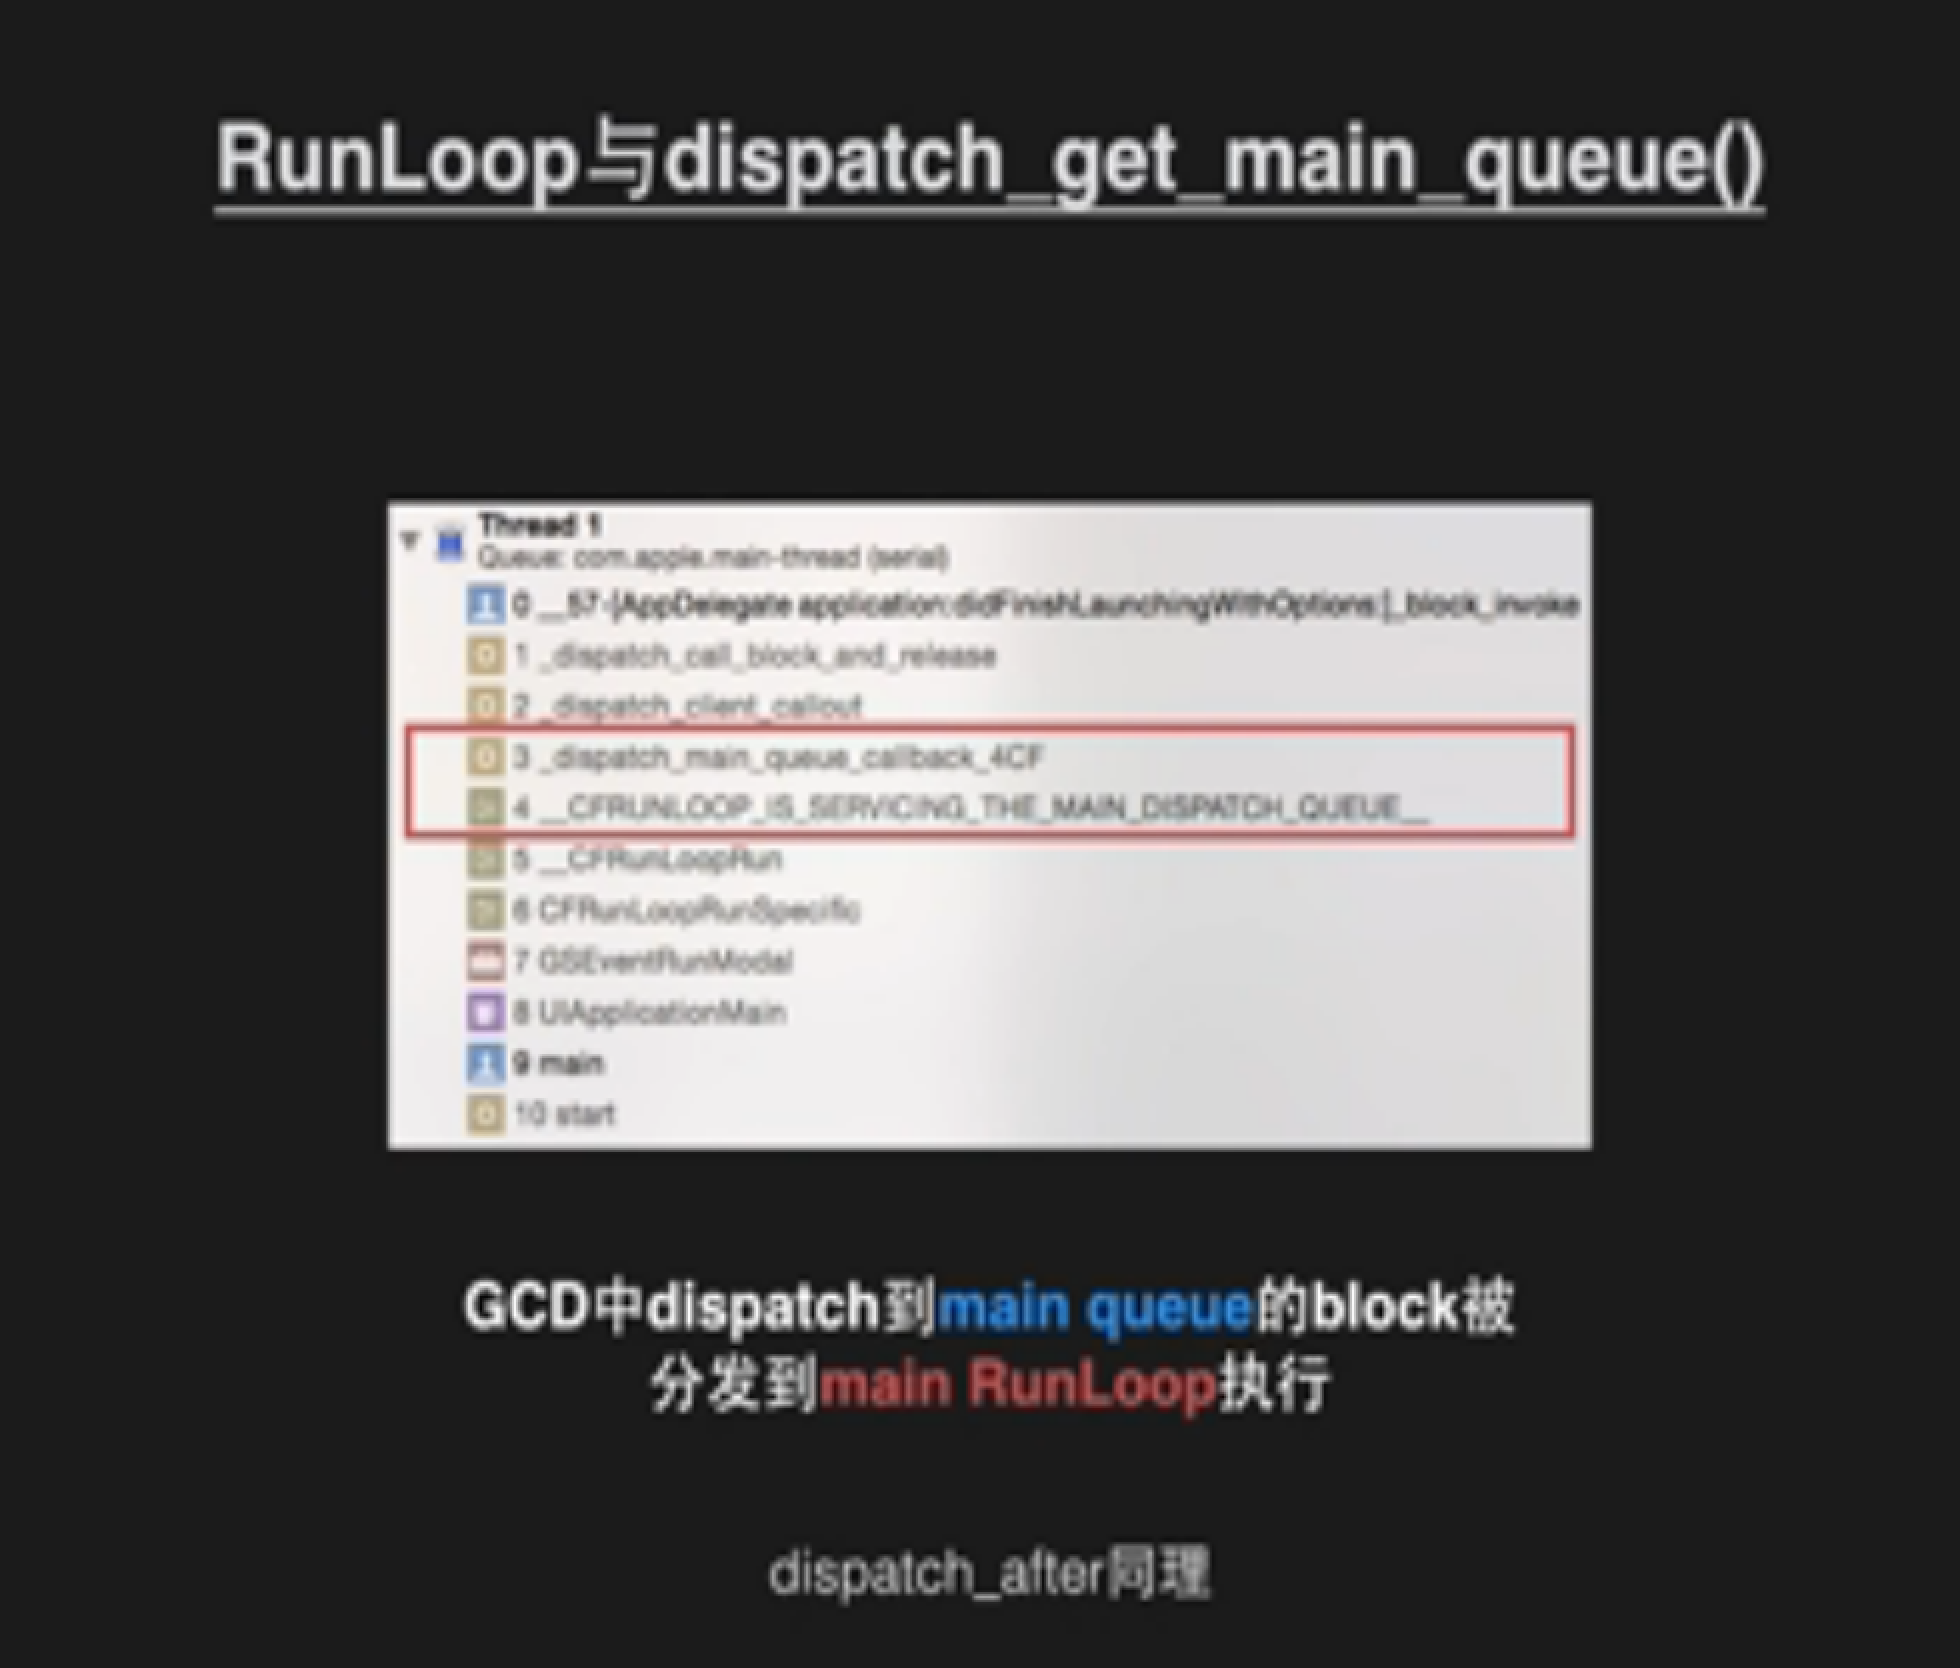 RunLoop与dispatch_get_main_queue()
Thread 1
Queue: com.apple.main-thread (serial)
0 __57-[AppDelegate application:didFinishLaunchingWithOptions:]_block_invoke
1 _dispatch_call_block_and_release
2 _dispatch_client_callout
3 _dispatch_main_queue_callback_4CF
4 __CFRUNLOOP_IS_SERVICING_THE_MAIN_DISPATCH_QUEUE__
5 __CFRunLoopRun
6 CFRunLoopRunSpecific
7 GSEventRunModal
8 UIApplicationMain
9 main
10 start
GCD中dispatch到main queue的block被
分发到main RunLoop执行
dispatch_after同理